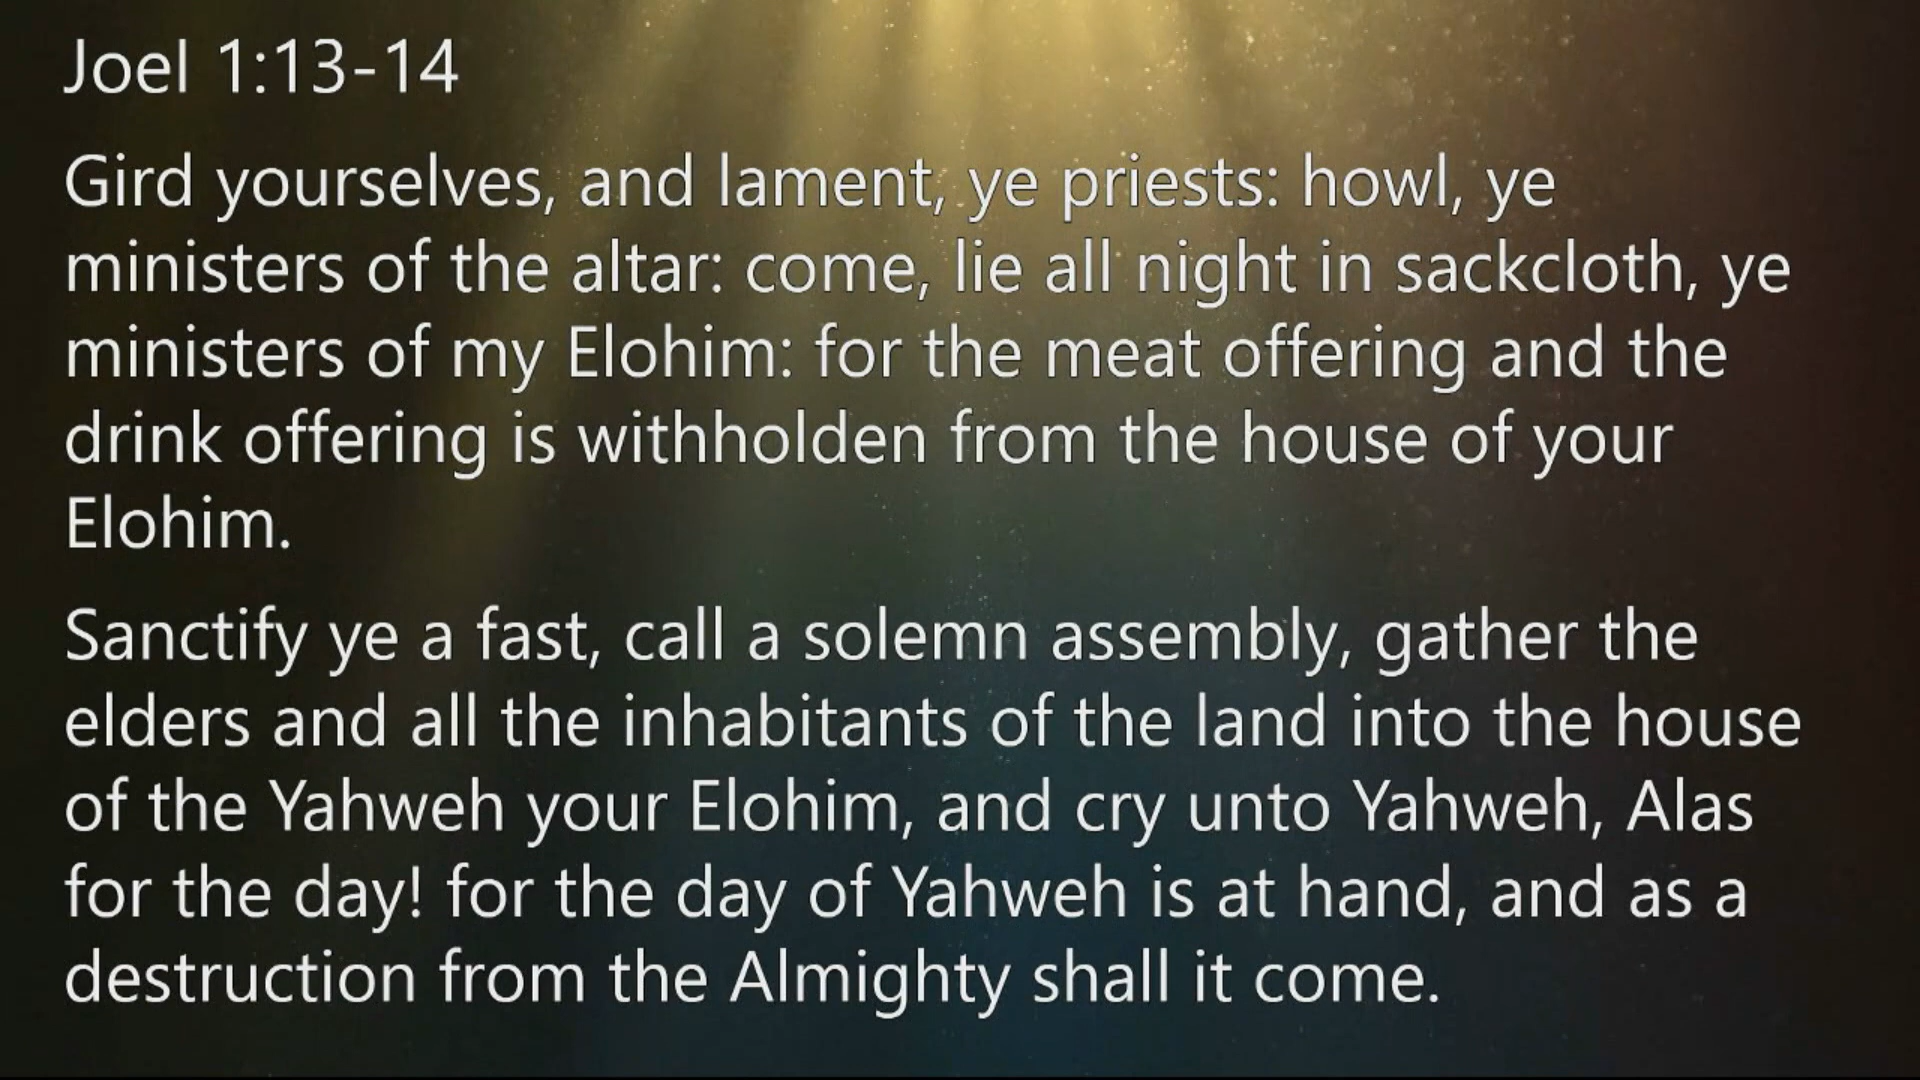 Joel 1:13-14
Gird yourselves, and lament, ye priests: howl, ye
ministers of the altar: come, lie all night in sackcloth, ye
ministers of my Elohim: for the meat offering and the
drink offering is withholden from the house of your
Elohim.
Sanctify ye a fast, call a solemn assembly, gather the
elders and all the inhabitants of the land into the house
of the Yahweh your Elohim, and cry unto Yahweh, Alas
for the day! for the day of Yahweh is at hand, and as a
destruction from the Almighty shall it come.